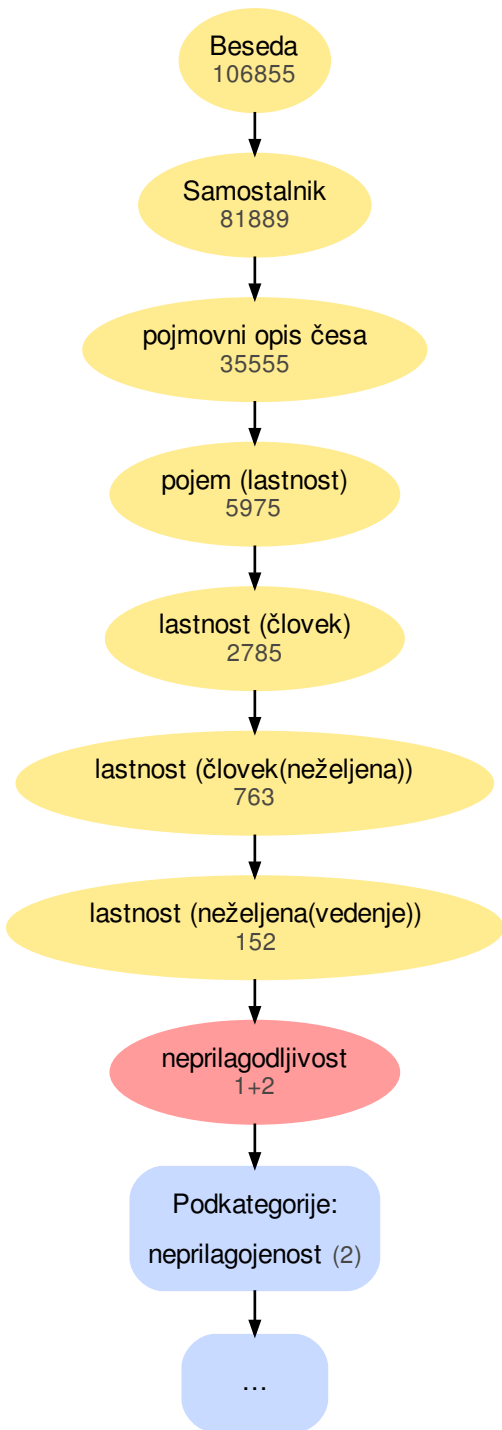 Beseda
106855
Samostalnik
81889
pojmovni opis česa
35555
pojem (lastnost)
5975
lastnost (človek)
2785
lastnost (človek(neželjena))
763
lastnost (neželjena(vedenje))
152
neprilagodljivost
1+2
Podkategorije:
neprilagojenost (2)
...